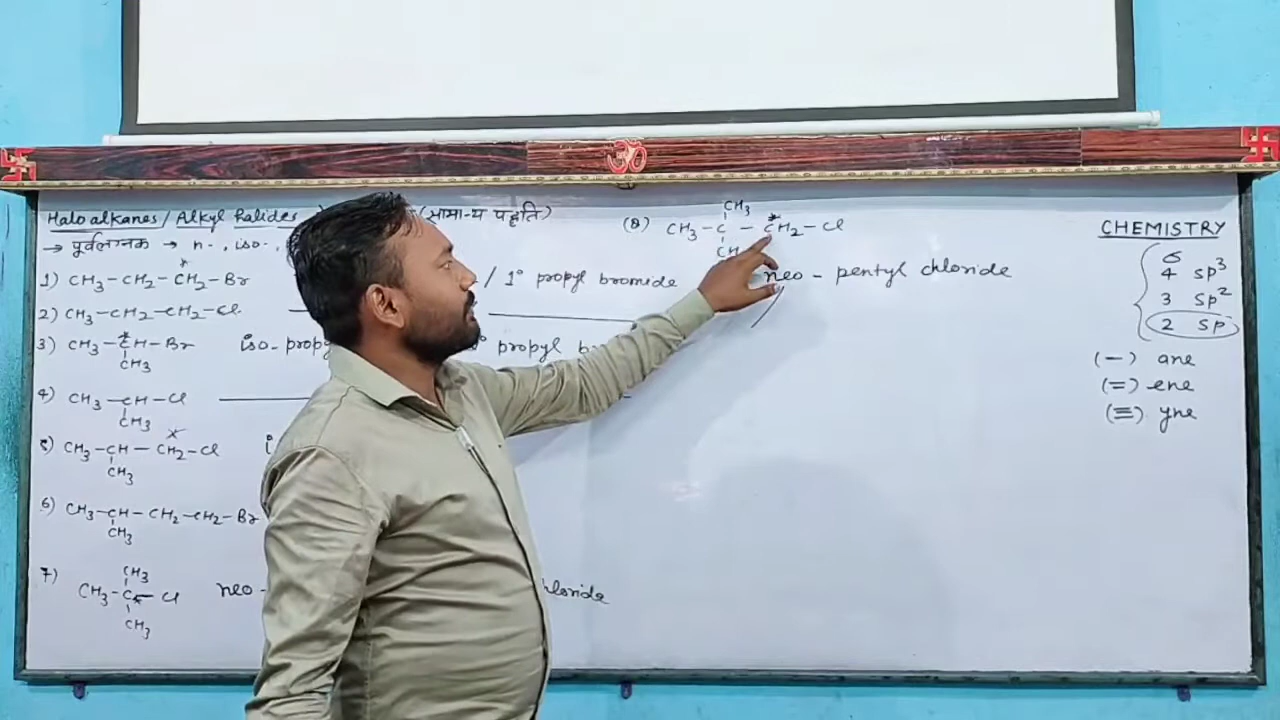 Haloalkanes / Alkyl halides (सामान्य पद्धति)
→ पूर्वलग्नक → n-, iso-,
1) CH3-CH2-CH2-Br / 1° propyl bromide
*
2) CH3-CH2-CH2-Cl
3) CH3-CH-Br iso-propy propyl b
*
CH3
4) CH3-CH-Cl
CH3
5) CH3-CH-CH2-Cl i
*
CH3
6) CH3-CH-CH2-CH2-Br
CH3
7)
CH3
CH3-C-Cl neo- hloride
*
CH3
CH3
(8) CH3-C-CH2-Cl
*
CH
neo-pentyl chloride
/
CHEMISTRY
σ
4 sp3
3 sp2
2 sp
(—) ane
(=) ene
(≡) yne